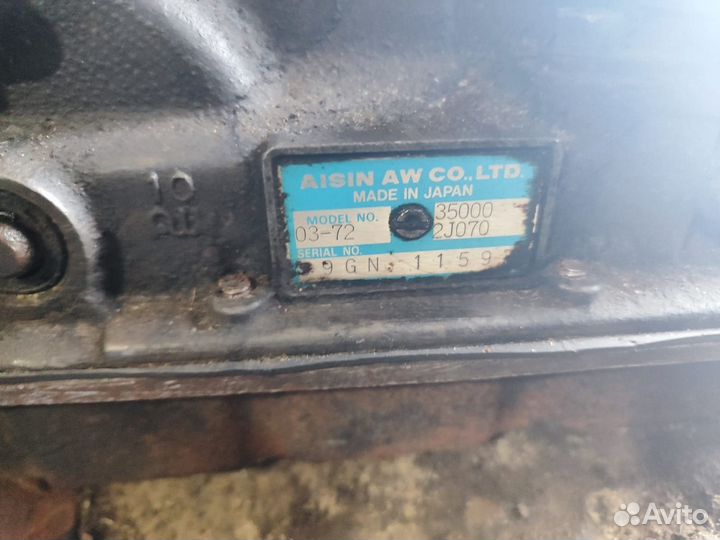 10
AISIN AW CO.,LTD.
MADE IN JAPAN
MODEL NO. 35000
03-72 2J070
SERIAL NO.
9GN 1159
Avito